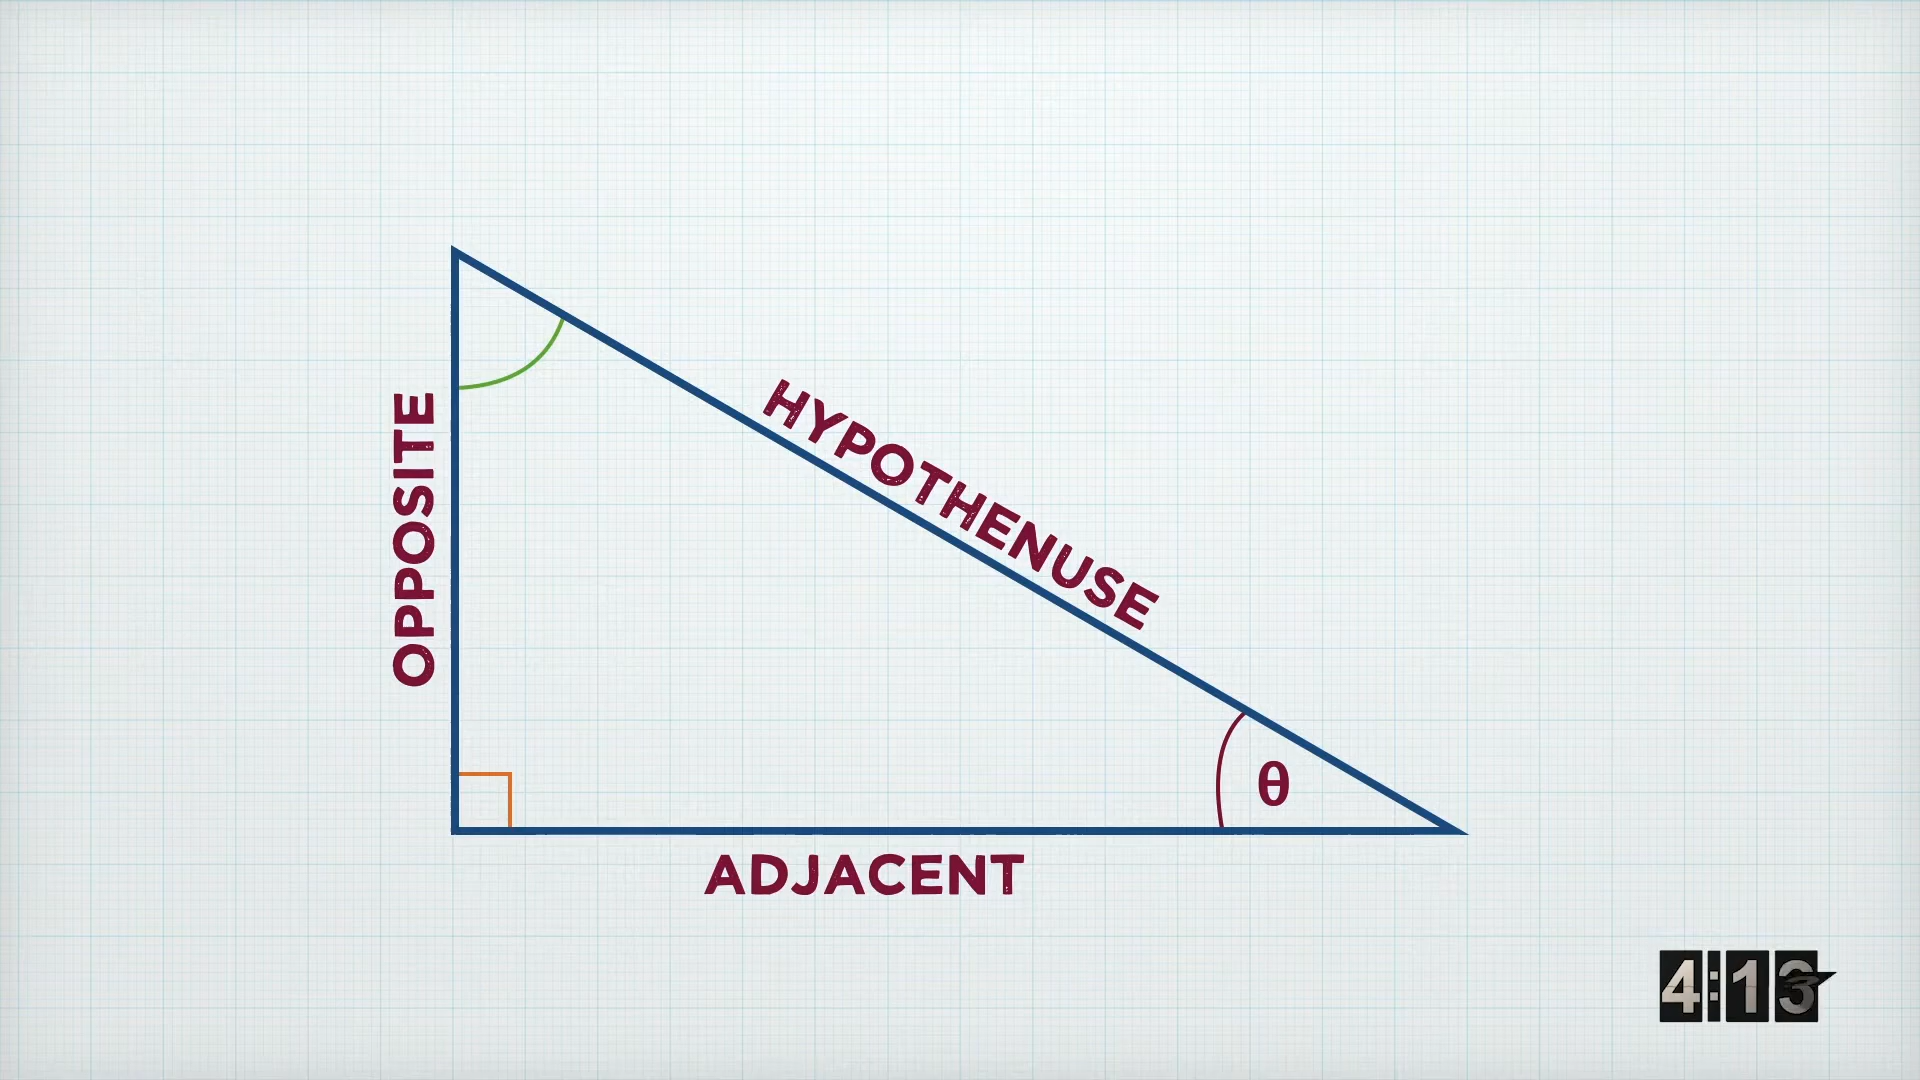 OPPOSITE
HYPOTHENUSE
θ
ADJACENT
4:13